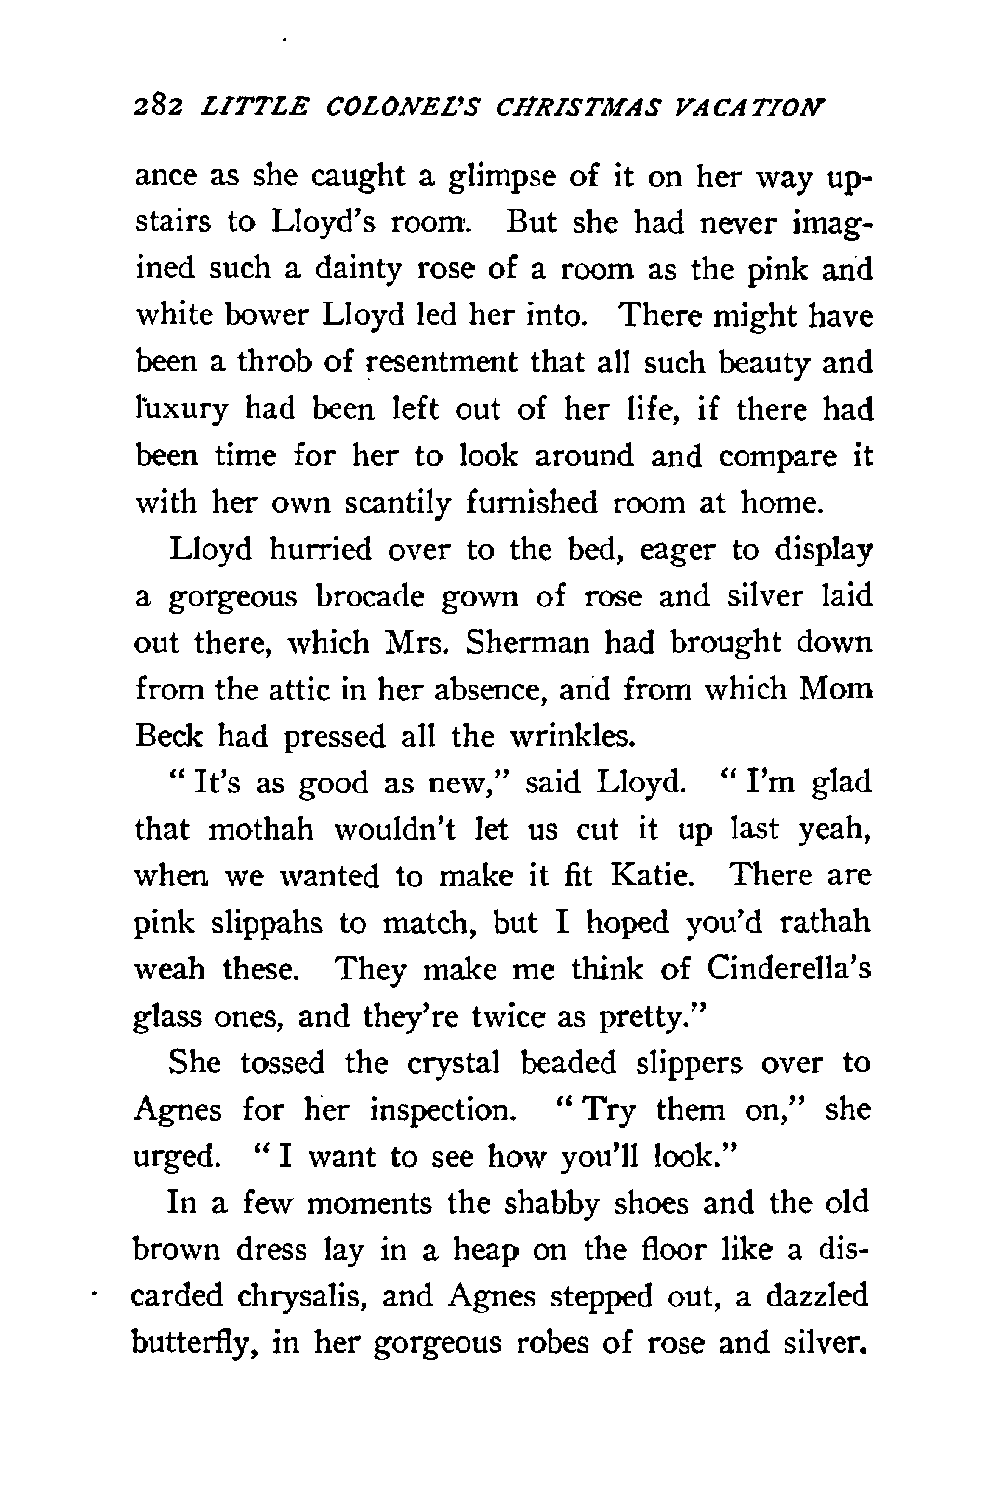 282 LITTLE COLONEL'S CHRISTMAS VACATION
ance as she caught a glimpse of it on her way up-
stairs to Lloyd's room. But she had never imag-
ined such a dainty rose of a room as the pink and
white bower Lloyd led her into. There might have
been a throb of resentment that all such beauty and
luxury had been left out of her life, if there had
been time for her to look around and compare it
with her own scantily furnished room at home.
Lloyd hurried over to the bed, eager to display
a gorgeous brocade gown of rose and silver laid
out there, which Mrs. Sherman had brought down
from the attic in her absence, and from which Mom
Beck had pressed all the wrinkles.
"It's as good as new," said Lloyd. "I'm glad
that mothah wouldn't let us cut it up last yeah,
when we wanted to make it fit Katie. There are
pink slippahs to match, but I hoped you'd rathah
weah these. They make me think of Cinderella's
glass ones, and they're twice as pretty."
She tossed the crystal beaded slippers over to
Agnes for her inspection. "Try them on," she
urged. "I want to see how you'll look."
In a few moments the shabby shoes and the old
brown dress lay in a heap on the floor like a dis-
carded chrysalis, and Agnes stepped out, a dazzled
butterfly, in her gorgeous robes of rose and silver.